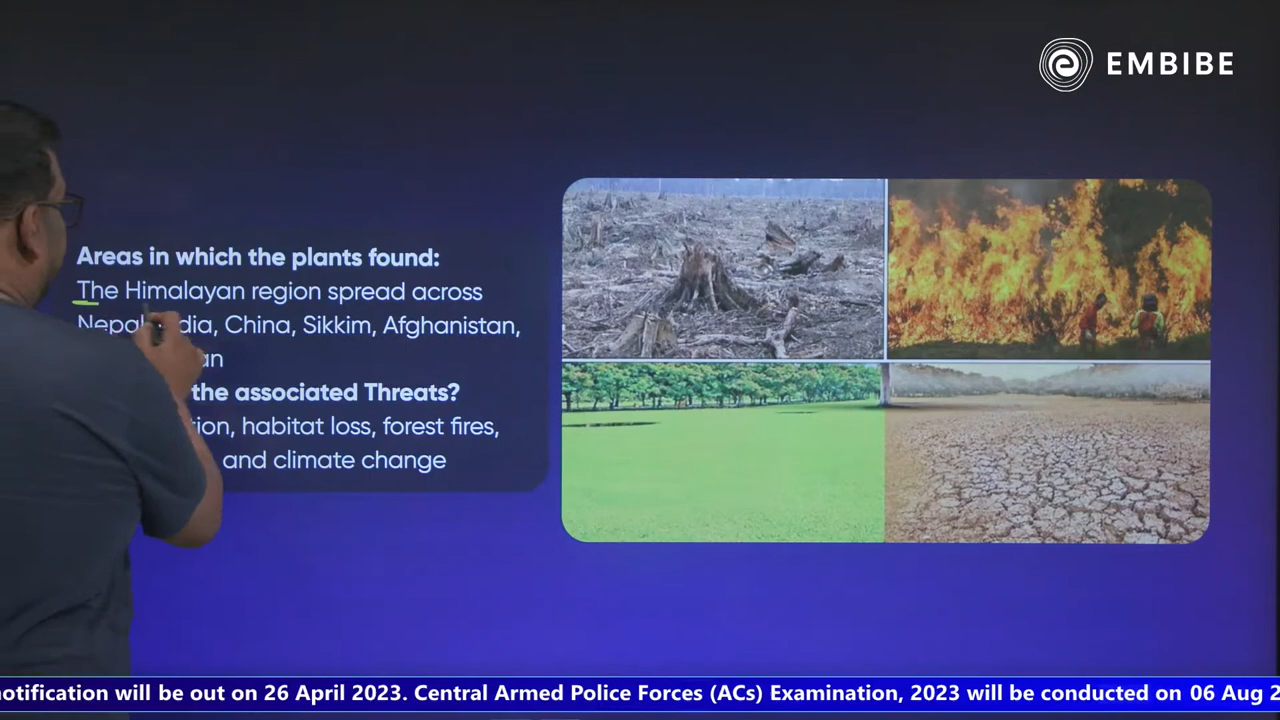 EMBIBE
Areas in which the plants found:
The Himalayan region spread across
Nepal, China, Sikkim, Afghanistan,
the associated Threats?
habitat loss, forest fires,
and climate change
notification will be out on 26 April 2023. Central Armed Police Forces (ACs) Examination, 2023 will be conducted on 06 Aug